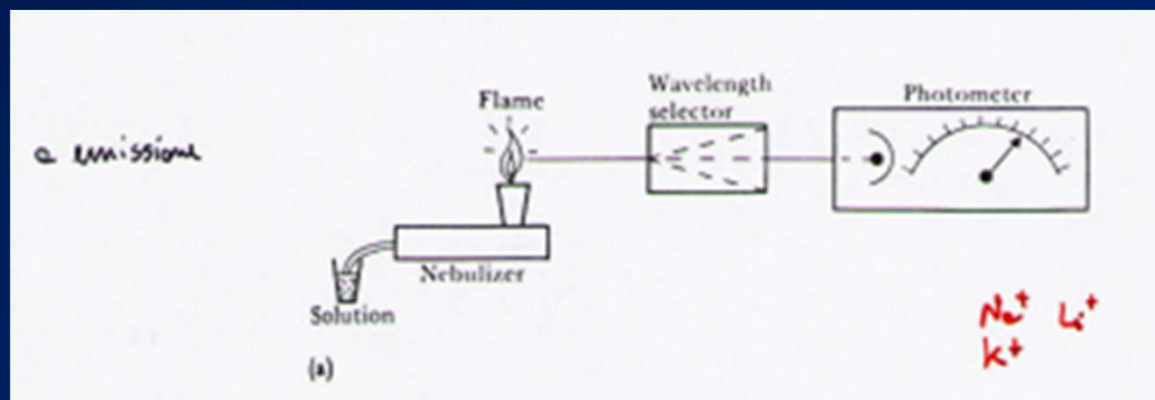 Wavelength
selector
Photometer
Flame
a emissione
Nebulizer
Solution
Na⁺ Li⁺
K⁺
(a)